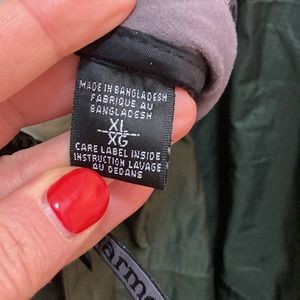 MADE IN BANGLADESH
FABRIQUE AU
BANGLADESH
XL
XG
CARE LABEL INSIDE
INSTRUCTION LAVAGE
AU DEDANS